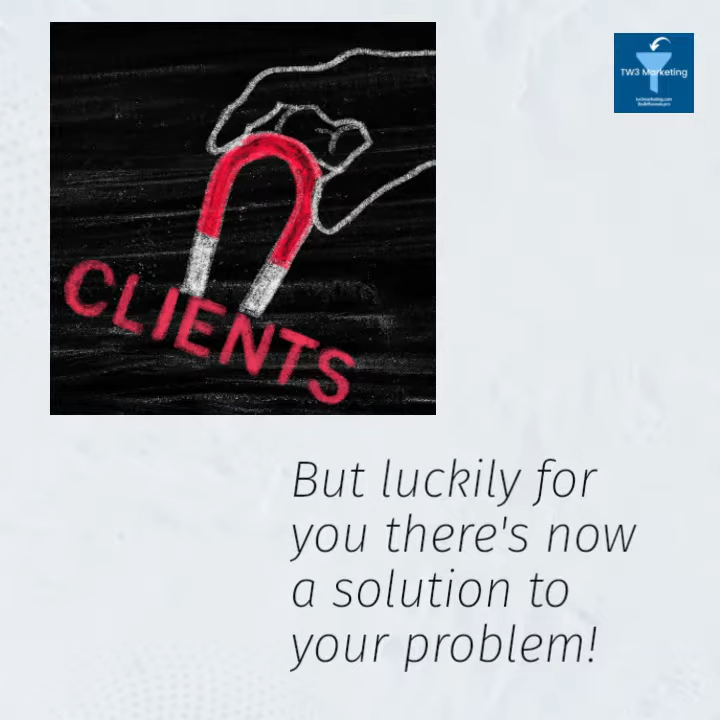 TW3 Marketing
CLIENTS
But luckily for
you there's now
a solution to
your problem!